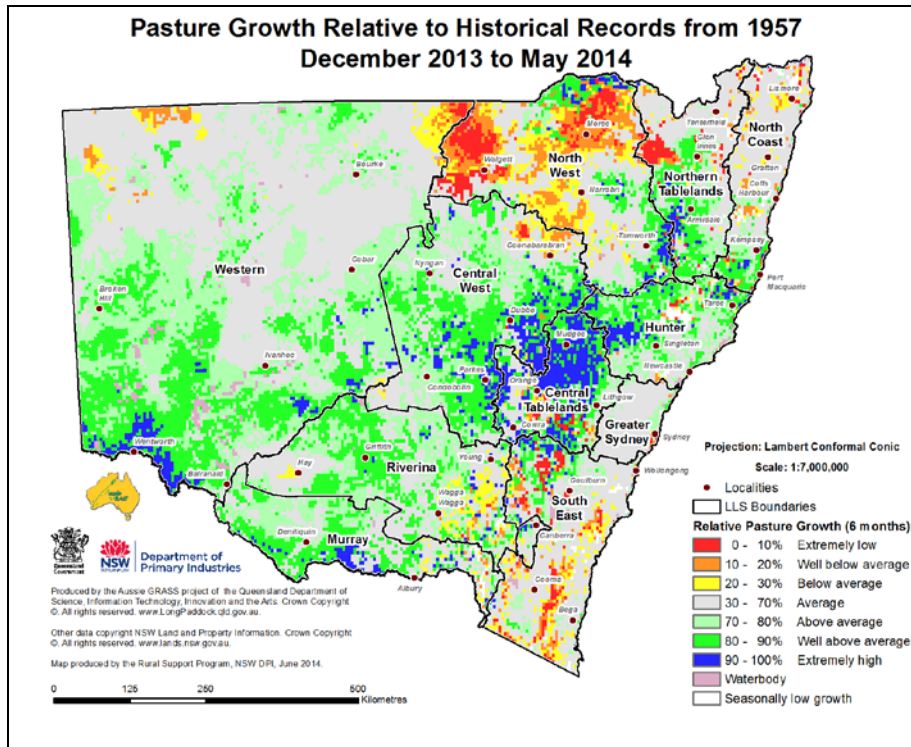 Pasture Growth Relative to Historical Records from 1957
December 2013 to May 2014
Lismore
North
Coast
Tenterfield
Glen
Innes
Moree
Walgett
North
West
Bourke
Grafton
Coffs
Harbour
Northern
Tablelands
Narrabri
Armidale
Coonabarabran
Tamworth
Kempsey
Port
Macquarie
Western
Cobar
Nyngan
Central
West
Broken
Hill
Dubbo
Taree
Hunter
Mudgee
Singleton
Ivanhoe
Newcastle
Parkes
Orange
Condobolin
Central
Tablelands
Lithgow
Greater
Sydney
Cowra
Sydney
Wentworth
Griffith
Young
Riverina
Hay
Balranald
Wollongong
Goulburn
South
East
Wagga
Wagga
Deniliquin
Murray
Canberra
Albury
Cooma
Bega
Projection: Lambert Conformal Conic
Scale: 1:7,000,000
Localities
LLS Boundaries
Relative Pasture Growth (6 months)
0 - 10% Extremely low
10 - 20% Well below average
20 - 30% Below average
30 - 70% Average
70 - 80% Above average
80 - 90% Well above average
90 - 100% Extremely high
Waterbody
Seasonally low growth
Queensland
Government
NSW
Department of
Primary Industries
Produced by the Aussie GRASS project of the Queensland Department of
Science, Information Technology, Innovation and the Arts. Crown Copyright
©. All rights reserved. www.LongPaddock.qld.gov.au.
Other data copyright NSW Land and Property Information. Crown Copyright
©. All rights reserved. www.lands.nsw.gov.au.
Map produced by the Rural Support Program, NSW DPI, June 2014.
0 125 250 500
Kilometres